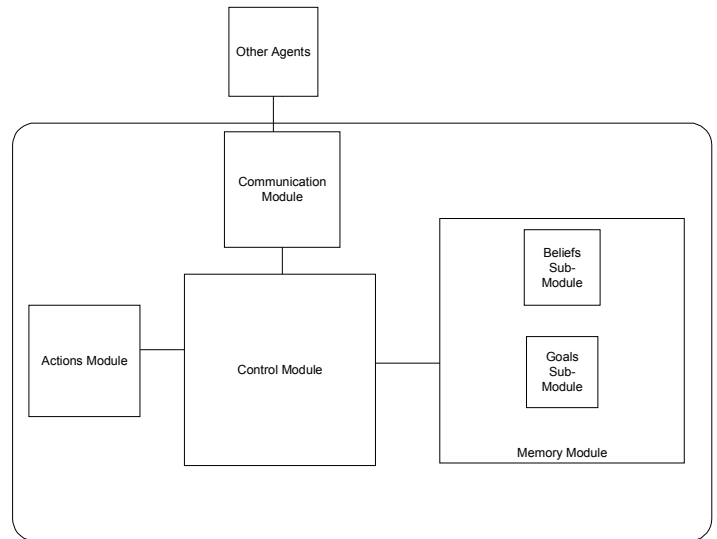 Other Agents
Communication
Module
Beliefs
Sub-
Module
Actions Module
Control Module
Goals
Sub-
Module
Memory Module